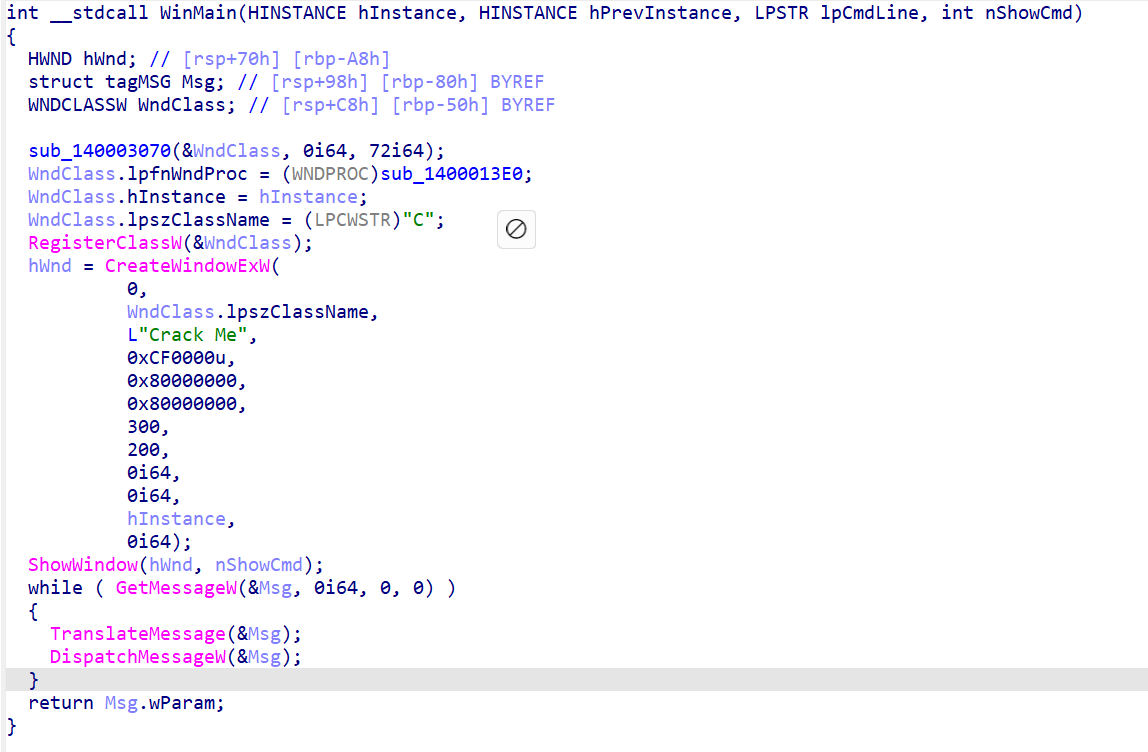 int __stdcall WinMain(HINSTANCE hInstance, HINSTANCE hPrevInstance, LPSTR lpCmdLine, int nShowCmd)
{
  HWND hWnd; // [rsp+70h] [rbp-A8h]
  struct tagMSG Msg; // [rsp+98h] [rbp-80h] BYREF
  WNDCLASSW WndClass; // [rsp+C8h] [rbp-50h] BYREF

  sub_140003070(&WndClass, 0i64, 72i64);
  WndClass.lpfnWndProc = (WNDPROC)sub_1400013E0;
  WndClass.hInstance = hInstance;
  WndClass.lpszClassName = (LPCWSTR)"C";
  RegisterClassW(&WndClass);
  hWnd = CreateWindowExW(
           0,
           WndClass.lpszClassName,
           L"Crack Me",
           0xCF0000u,
           0x80000000,
           0x80000000,
           300,
           200,
           0i64,
           0i64,
           hInstance,
           0i64);
  ShowWindow(hWnd, nShowCmd);
  while ( GetMessageW(&Msg, 0i64, 0, 0) )
  {
    TranslateMessage(&Msg);
    DispatchMessageW(&Msg);
  }
  return Msg.wParam;
}